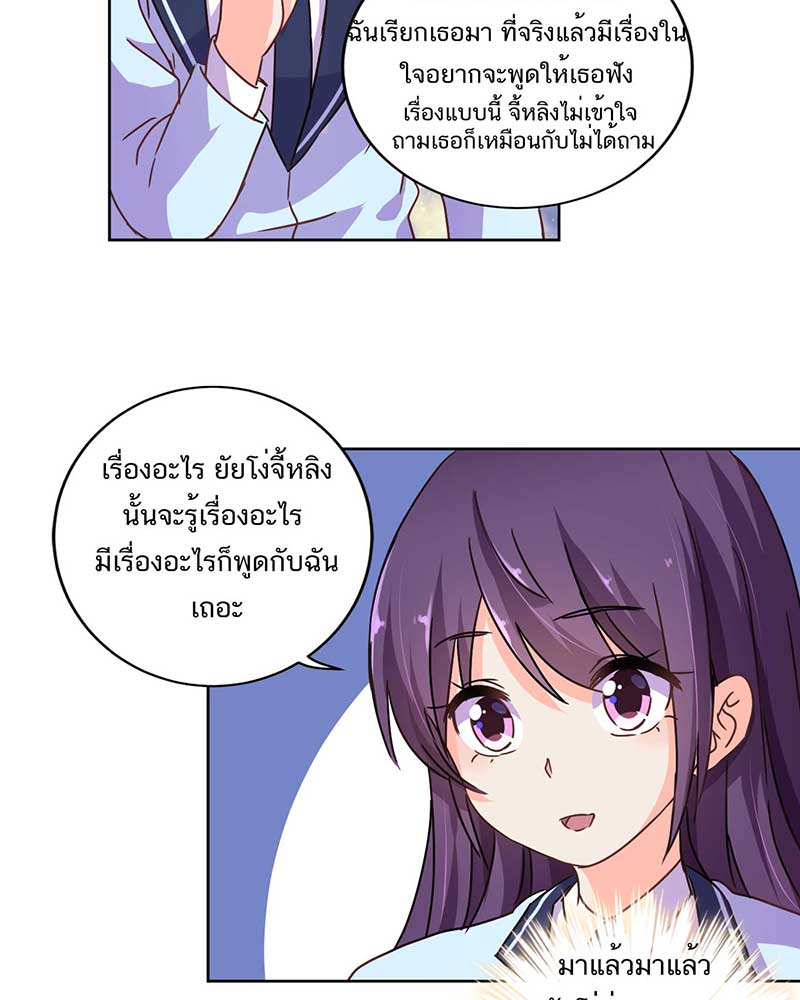 ฉันเรียกเธอมา ที่จริงแล้วมีเรื่องใน
ใจอยากจะพูดให้เธอฟัง
เรื่องแบบนี้ จี้หลิงไม่เข้าใจ
ถามเธอก็เหมือนกับไม่ได้ถาม
เรื่องอะไร ยัยโง่จี้หลิง
นั้นจะรู้เรื่องอะไร
มีเรื่องอะไรก็พูดกับฉัน
เถอะ
มาแล้วมาแล้ว